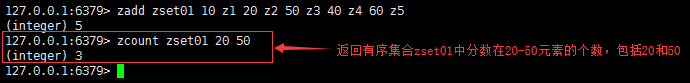 127.0.0.1:6379> zadd zset01 10 z1 20 z2 50 z3 40 z4 60 z5
(integer) 5
127.0.0.1:6379> zcount zset01 20 50
(integer) 3
返回有序集合zset01中分数在20-50元素的个数，包括20和50
127.0.0.1:6379>